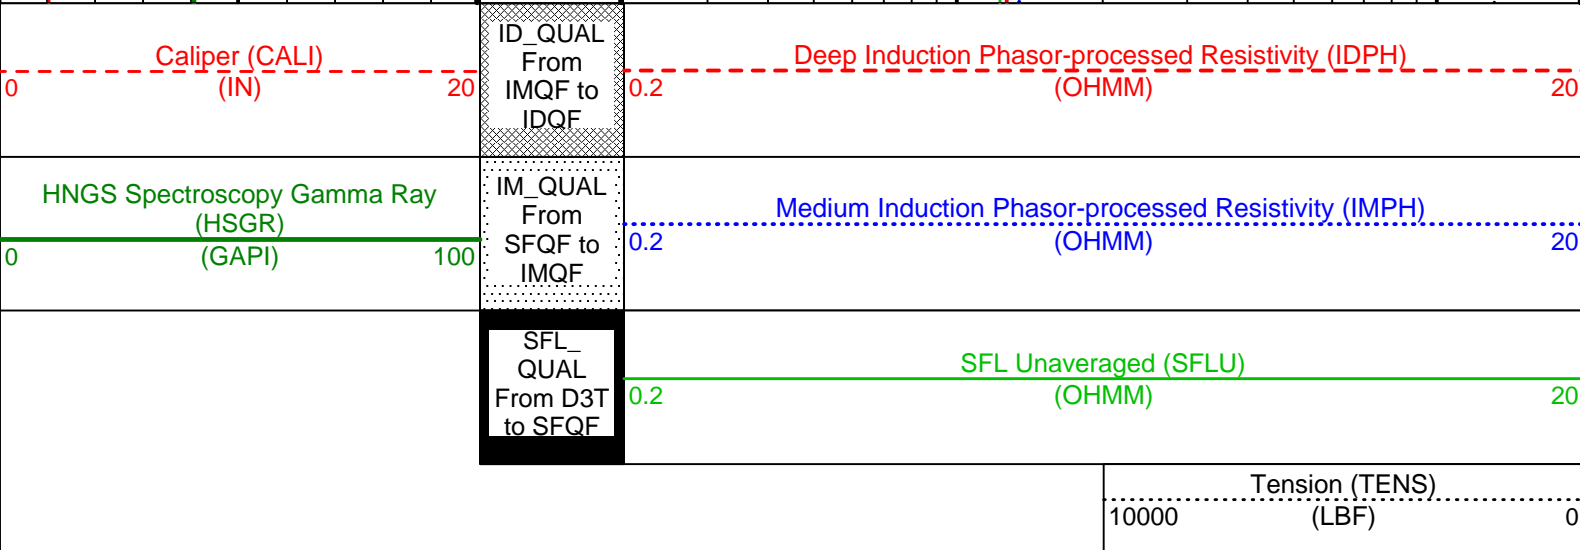 Caliper (CALI)
0 (IN) 20
ID_QUAL
From
IMQF to
IDQF
Deep Induction Phasor-processed Resistivity (IDPH)
0.2 (OHMM) 20
HNGS Spectroscopy Gamma Ray
(HSGR)
0 (GAPI) 100
IM_QUAL
From
SFQF to
IMQF
Medium Induction Phasor-processed Resistivity (IMPH)
0.2 (OHMM) 20
SFL_
QUAL
From D3T
to SFQF
SFL Unaveraged (SFLU)
0.2 (OHMM) 20
Tension (TENS)
10000 (LBF) 0